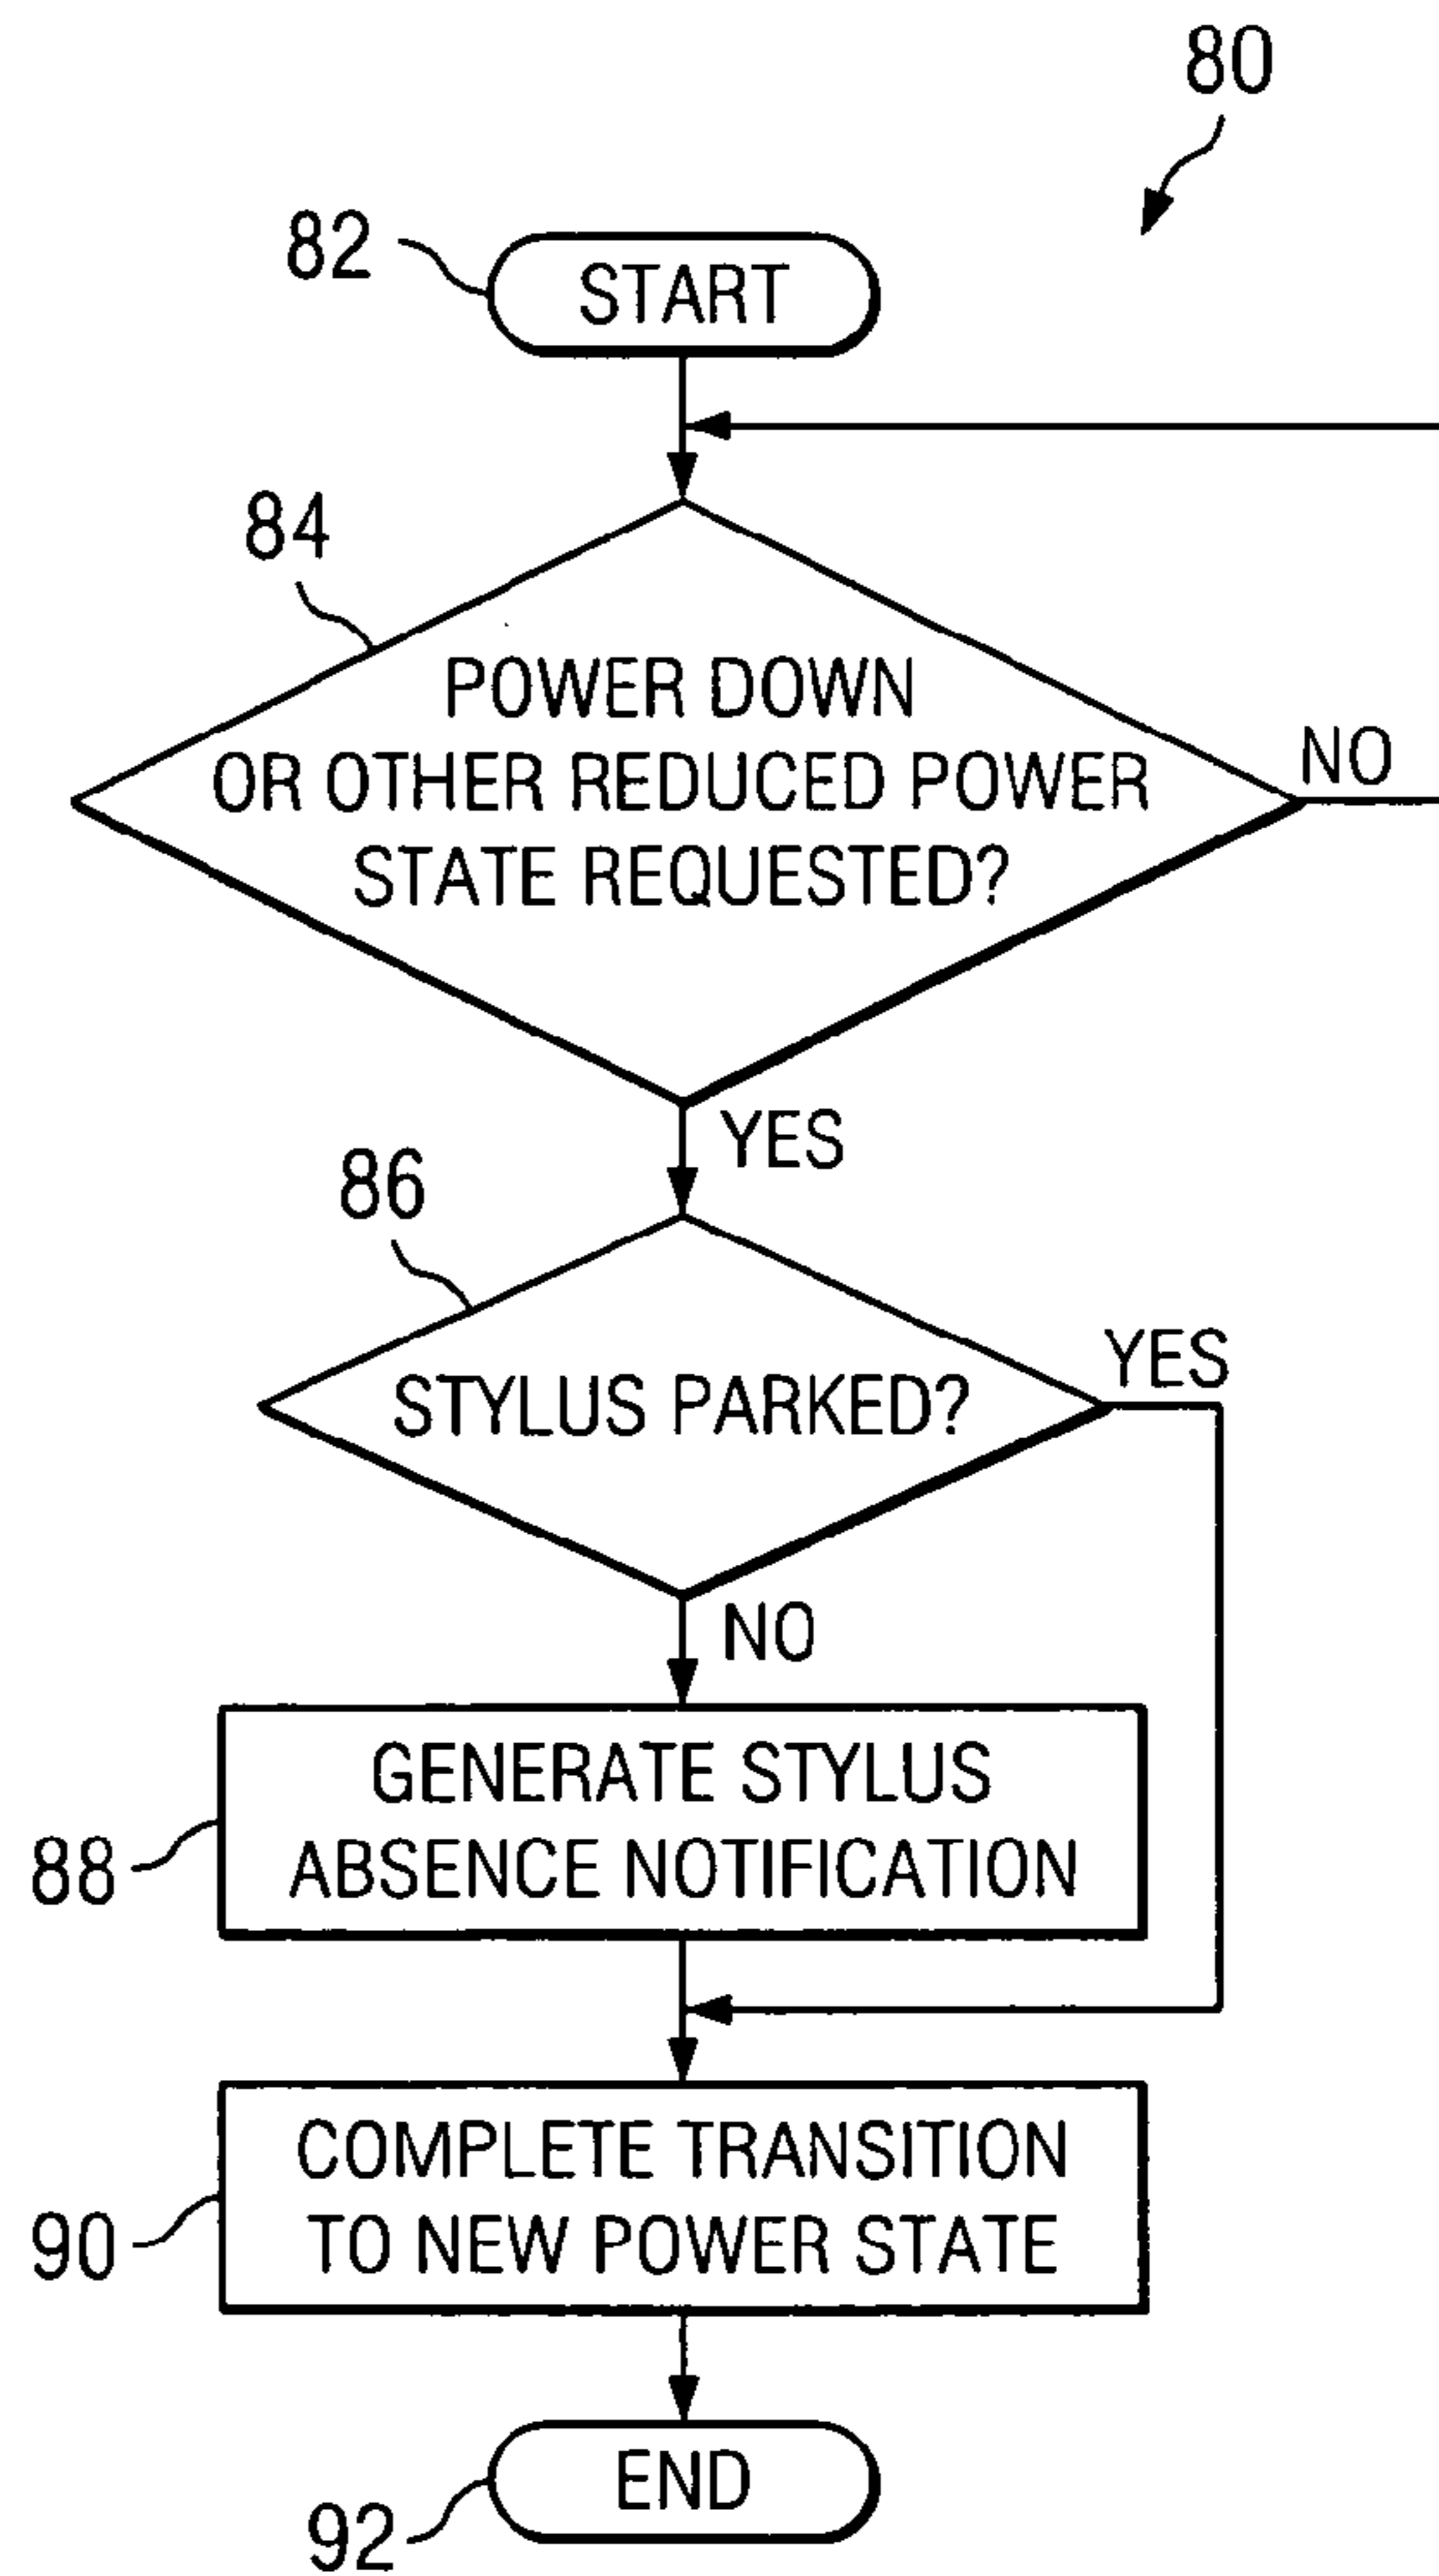 80
82
START
84
POWER DOWN
OR OTHER REDUCED POWER
STATE REQUESTED?
NO
YES
86
STYLUS PARKED?
YES
NO
88
GENERATE STYLUS
ABSENCE NOTIFICATION
90
COMPLETE TRANSITION
TO NEW POWER STATE
END
92